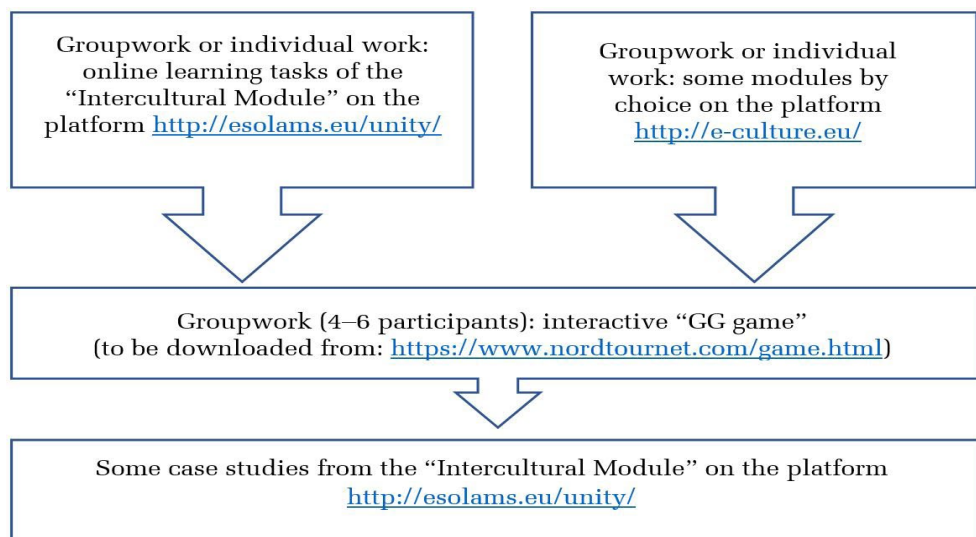 Groupwork or individual work:
online learning tasks of the
“Intercultural Module” on the
platform http://esolams.eu/unity/
Groupwork or individual
work: some modules by
choice on the platform
http://e-culture.eu/
Groupwork (4–6 participants): interactive “GG game”
(to be downloaded from: https://www.nordtournet.com/game.html)
Some case studies from the “Intercultural Module” on the platform
http://esolams.eu/unity/